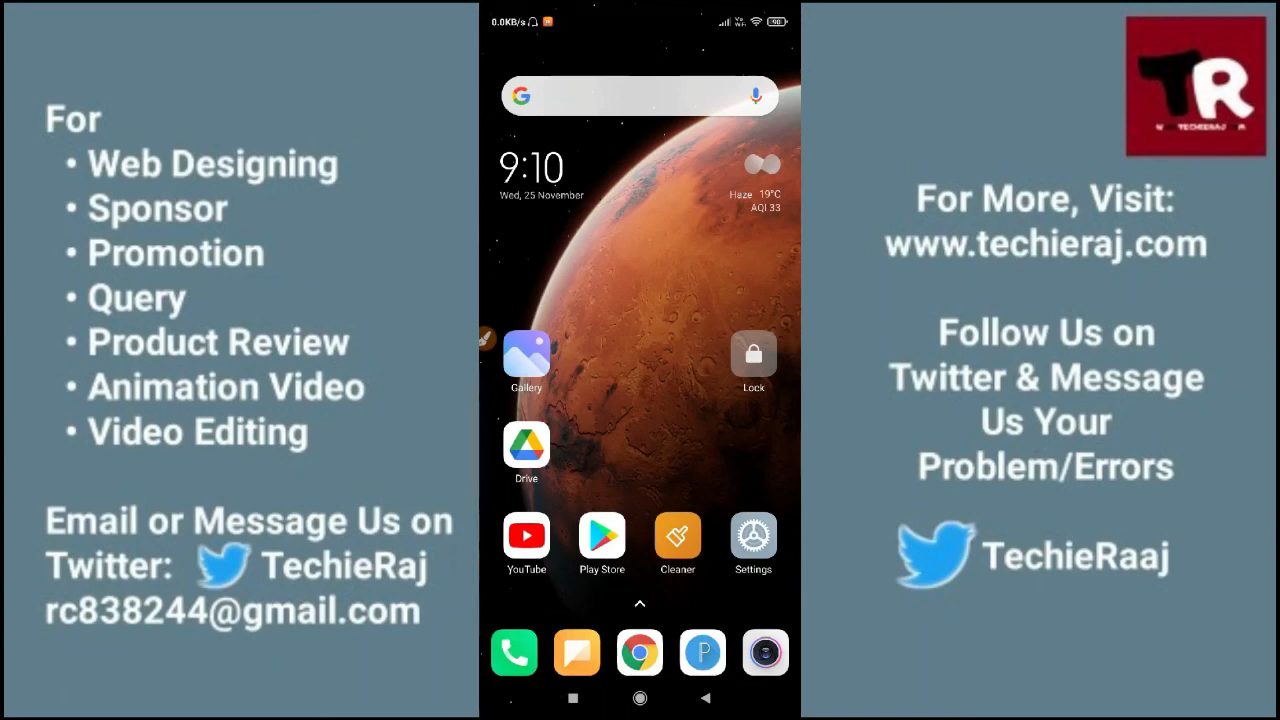 For
• Web Designing
• Sponsor
• Promotion
• Query
• Product Review
• Animation Video
• Video Editing
Email or Message Us on
Twitter: TechieRaj
rc838244@gmail.com
0.0KB/s
Vo
WiFi
90
9:10
Wed, 25 November
Haze 19°C
AQI 33
Gallery
Lock
Drive
YouTube
Play Store
Cleaner
Settings
P
TR
For More, Visit:
www.techieraj.com
Follow Us on
Twitter & Message
Us Your
Problem/Errors
TechieRaaj